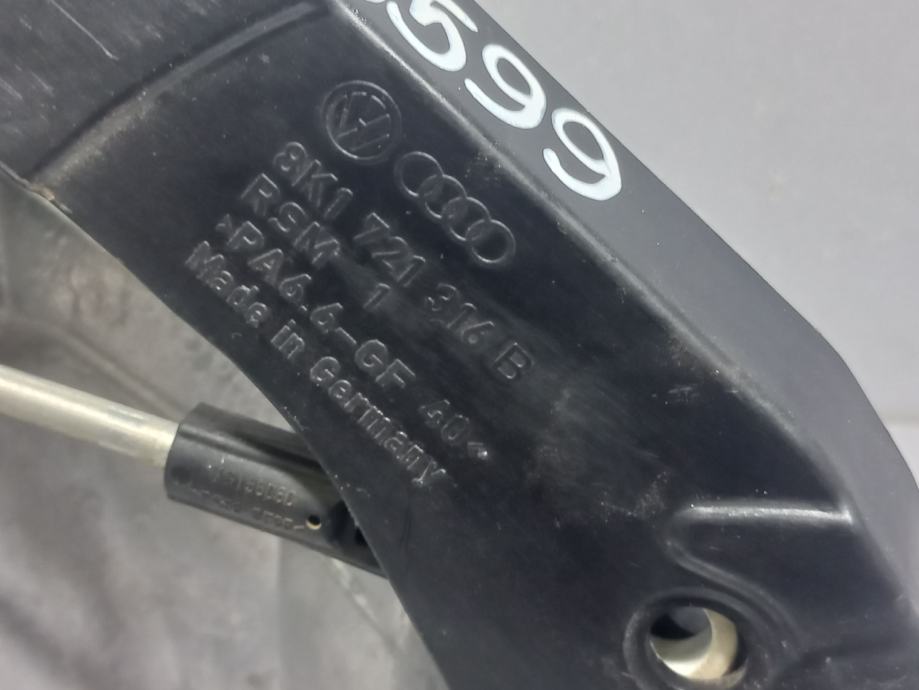 599
8K1 721 316 B
RSM 1
>PA6.6-GF 40<
Made in Germany